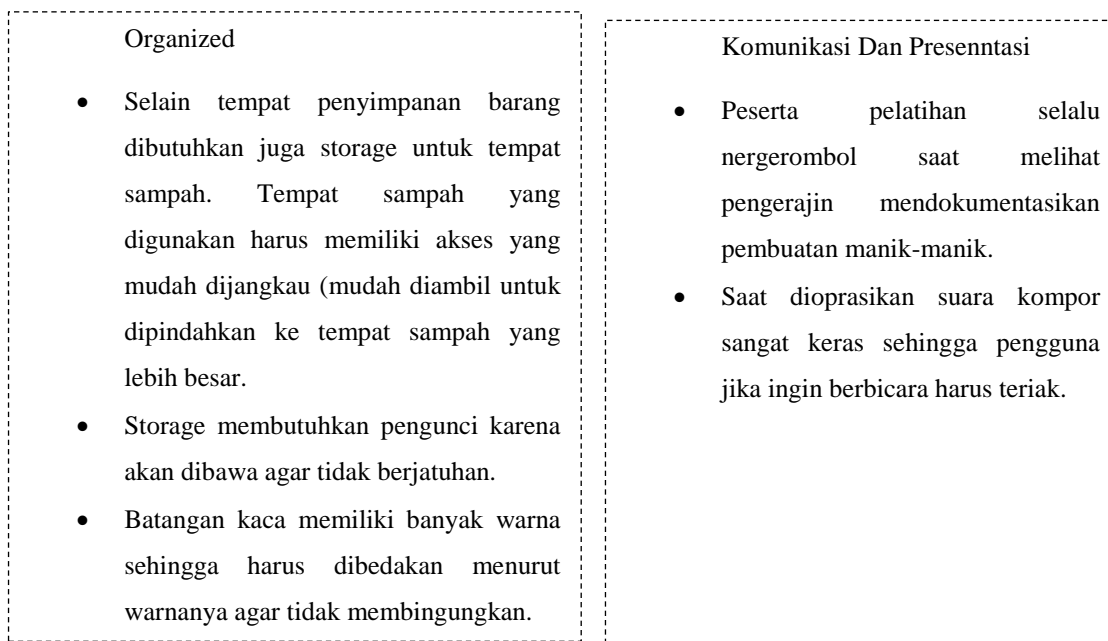 Organized
• Selain tempat penyimpanan barang
dibutuhkan juga storage untuk tempat
sampah. Tempat sampah yang
digunakan harus memiliki akses yang
mudah dijangkau (mudah diambil untuk
dipindahkan ke tempat sampah yang
lebih besar.
• Storage membutuhkan pengunci karena
akan dibawa agar tidak berjatuhan.
• Batangan kaca memiliki banyak warna
sehingga harus dibedakan menurut
warnanya agar tidak membingungkan.
Komunikasi Dan Presenntasi
• Peserta pelatihan selalu
nergerombol saat melihat
pengerajin mendokumentasikan
pembuatan manik-manik.
• Saat dioprasikan suara kompor
sangat keras sehingga pengguna
jika ingin berbicara harus teriak.